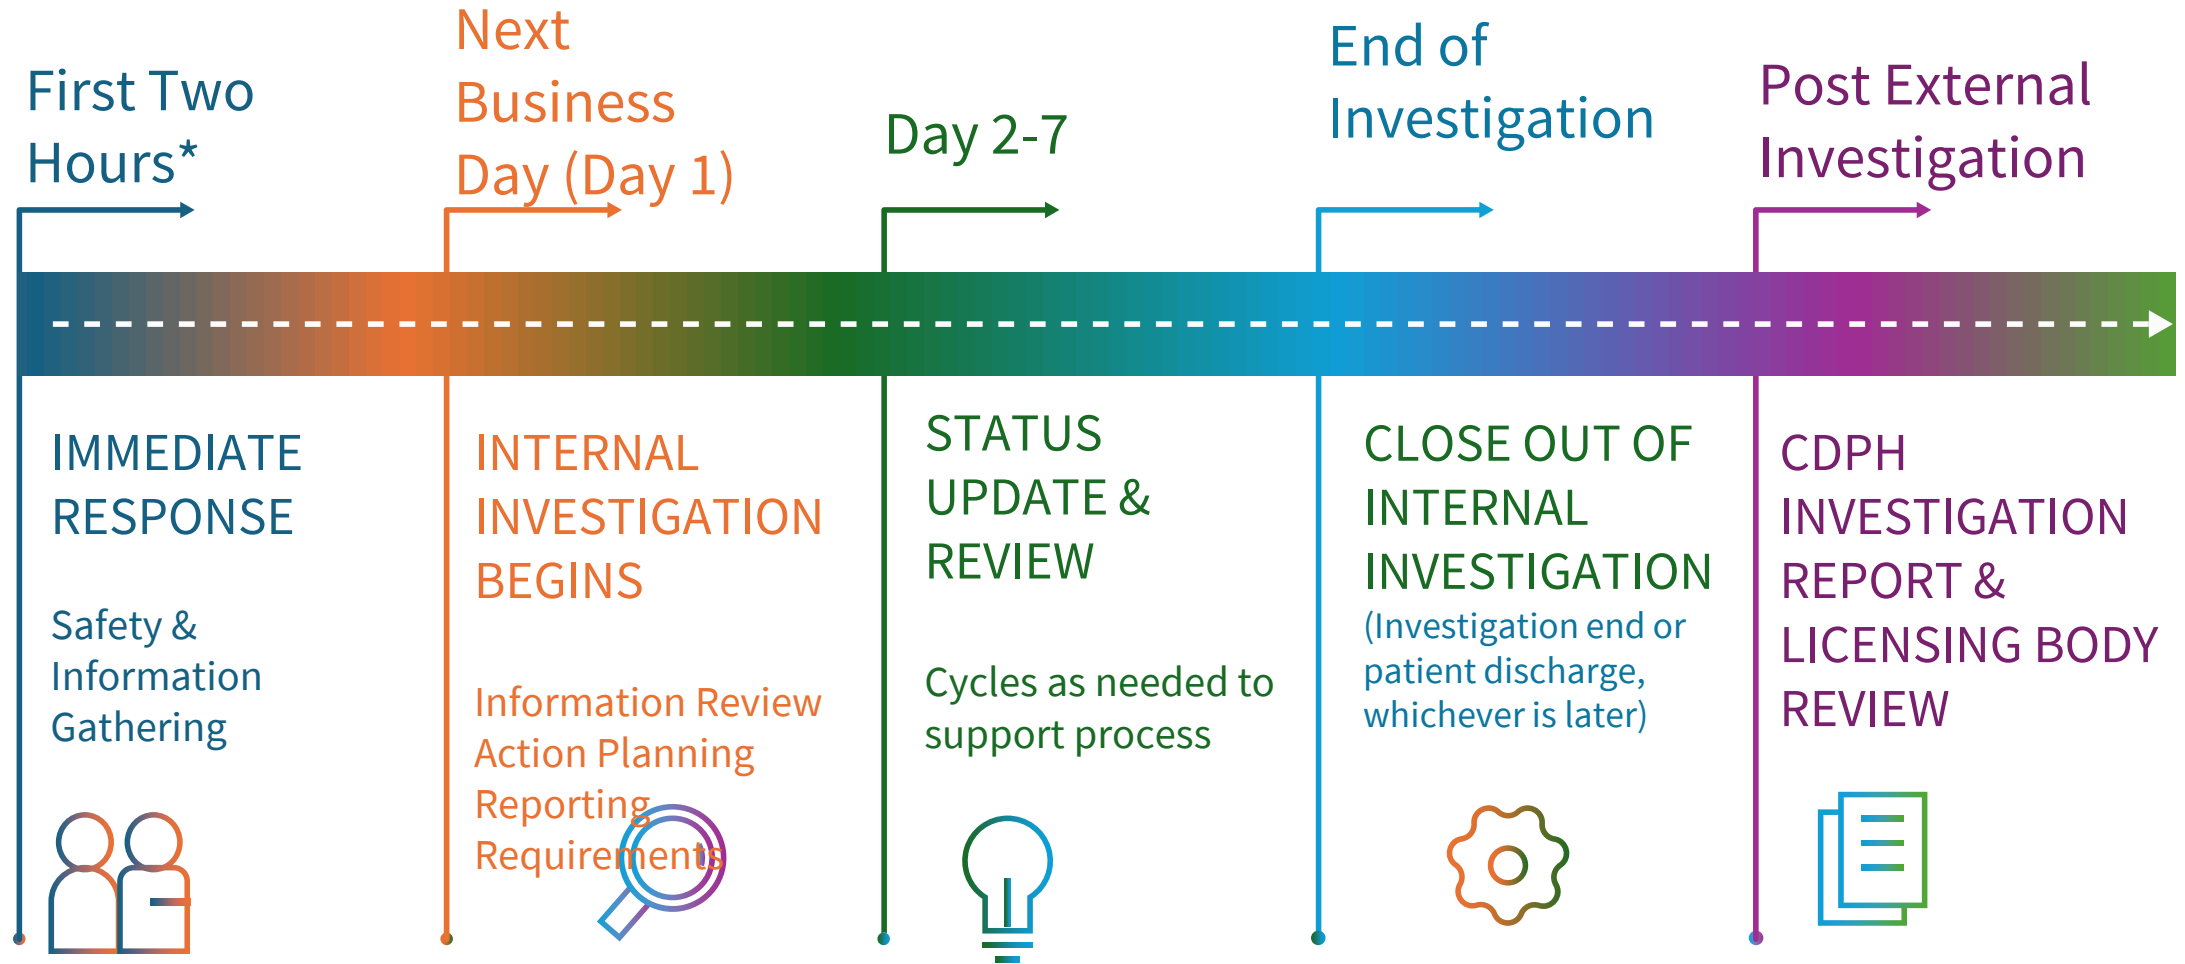 First Two
Hours*
Next
Business
Day (Day 1)
Day 2-7
End of
Investigation
Post External
Investigation
IMMEDIATE
RESPONSE
Safety &
Information
Gathering
INTERNAL
INVESTIGATION
BEGINS
Information Review
Action Planning
Reporting
Requirements
STATUS
UPDATE &
REVIEW
Cycles as needed to
support process
CLOSE OUT OF
INTERNAL
INVESTIGATION
(Investigation end or
patient discharge,
whichever is later)
CDPH
INVESTIGATION
REPORT &
LICENSING BODY
REVIEW